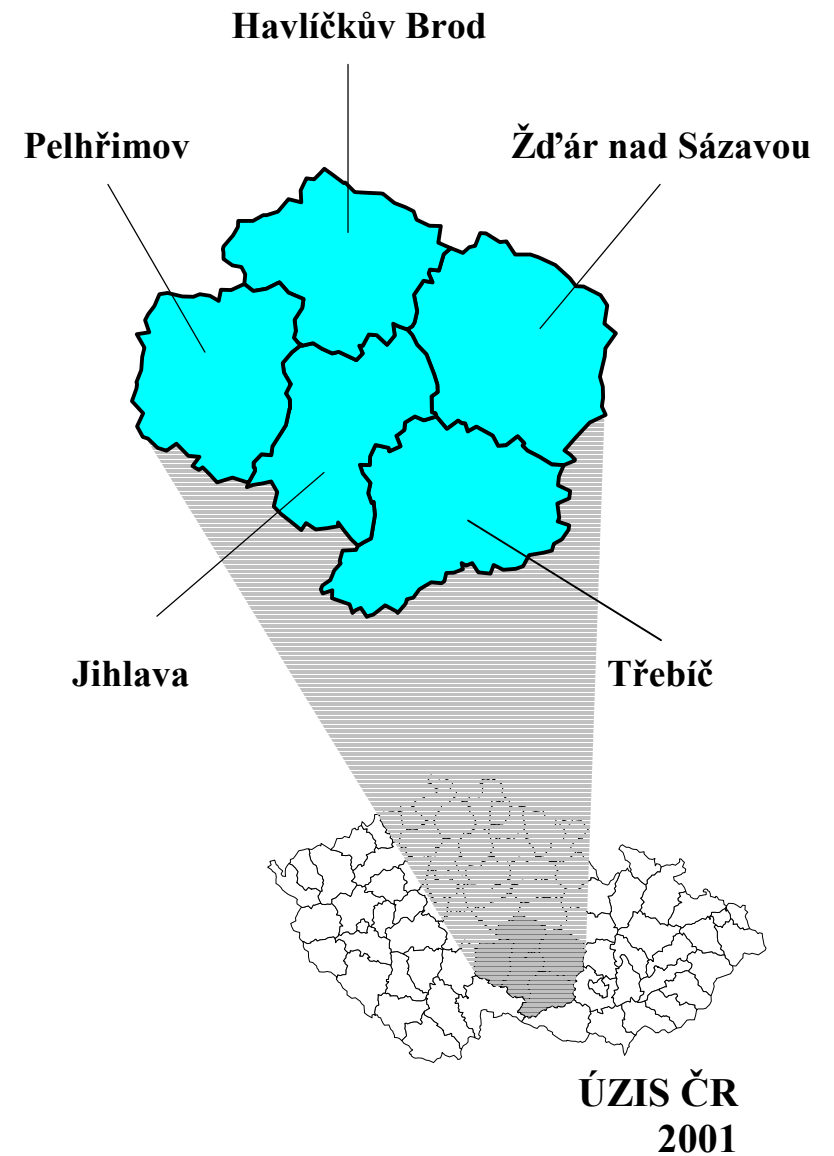 Havlíčkův Brod
Pelhřimov
Žďár nad Sázavou
Jihlava
Třebíč
ÚZIS ČR
2001